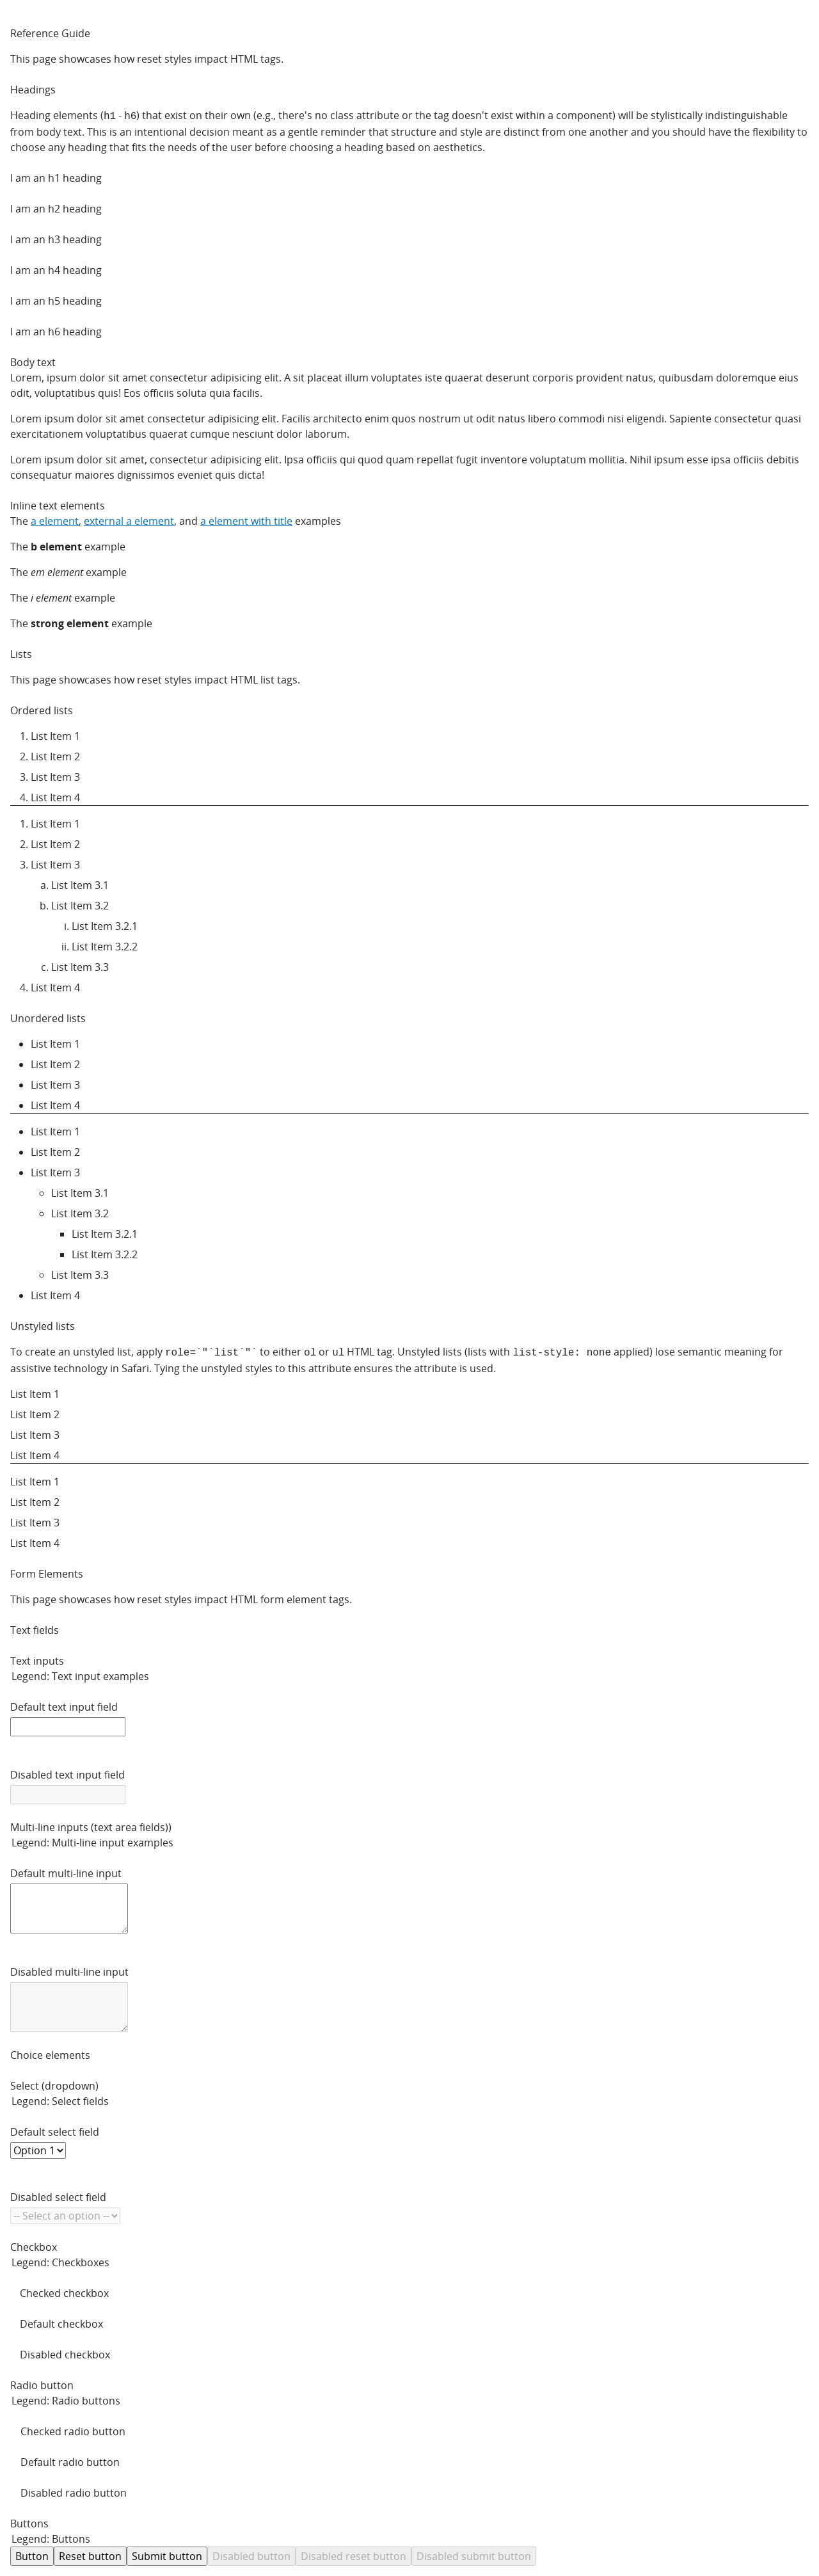 Reference Guide
This page showcases how reset styles impact HTML tags.
Headings
Heading elements (h1 - h6) that exist on their own (e.g., there's no class attribute or the tag doesn't exist within a component) will be stylistically indistinguishable
from body text. This is an intentional decision meant as a gentle reminder that structure and style are distinct from one another and you should have the flexibility to
choose any heading that fits the needs of the user before choosing a heading based on aesthetics.
I am an h1 heading
I am an h2 heading
I am an h3 heading
I am an h4 heading
I am an h5 heading
I am an h6 heading
Body text
Lorem, ipsum dolor sit amet consectetur adipisicing elit. A sit placeat illum voluptates iste quaerat deserunt corporis provident natus, quibusdam doloremque eius
odit, voluptatibus quis! Eos officiis soluta quia facilis.
Lorem ipsum dolor sit amet consectetur adipisicing elit. Facilis architecto enim quos nostrum ut odit natus libero commodi nisi eligendi. Sapiente consectetur quasi
exercitationem voluptatibus quaerat cumque nesciunt dolor laborum.
Lorem ipsum dolor sit amet, consectetur adipisicing elit. Ipsa officiis qui quod quam repellat fugit inventore voluptatum mollitia. Nihil ipsum esse ipsa officiis debitis
consequatur maiores dignissimos eveniet quis dicta!
Inline text elements
The a element, external a element, and a element with title examples
The b element example
The em element example
The i element example
The strong element example
Lists
This page showcases how reset styles impact HTML list tags.
Ordered lists
1. List Item 1
2. List Item 2
3. List Item 3
4. List Item 4
1. List Item 1
2. List Item 2
3. List Item 3
a. List Item 3.1
b. List Item 3.2
i. List Item 3.2.1
ii. List Item 3.2.2
c. List Item 3.3
4. List Item 4
Unordered lists
• List Item 1
• List Item 2
• List Item 3
• List Item 4
• List Item 1
• List Item 2
• List Item 3
◦ List Item 3.1
◦ List Item 3.2
▪ List Item 3.2.1
▪ List Item 3.2.2
◦ List Item 3.3
• List Item 4
Unstyled lists
To create an unstyled list, apply role=`"`list`"` to either ol or ul HTML tag. Unstyled lists (lists with list-style: none applied) lose semantic meaning for
assistive technology in Safari. Tying the unstyled styles to this attribute ensures the attribute is used.
List Item 1
List Item 2
List Item 3
List Item 4
List Item 1
List Item 2
List Item 3
List Item 4
Form Elements
This page showcases how reset styles impact HTML form element tags.
Text fields
Text inputs
Legend: Text input examples
Default text input field
Disabled text input field
Multi-line inputs (text area fields))
Legend: Multi-line input examples
Default multi-line input
Disabled multi-line input
Choice elements
Select (dropdown)
Legend: Select fields
Default select field
Option 1
Disabled select field
-- Select an option --
Checkbox
Legend: Checkboxes
Checked checkbox
Default checkbox
Disabled checkbox
Radio button
Legend: Radio buttons
Checked radio button
Default radio button
Disabled radio button
Buttons
Legend: Buttons
Button Reset button Submit button Disabled button Disabled reset button Disabled submit button